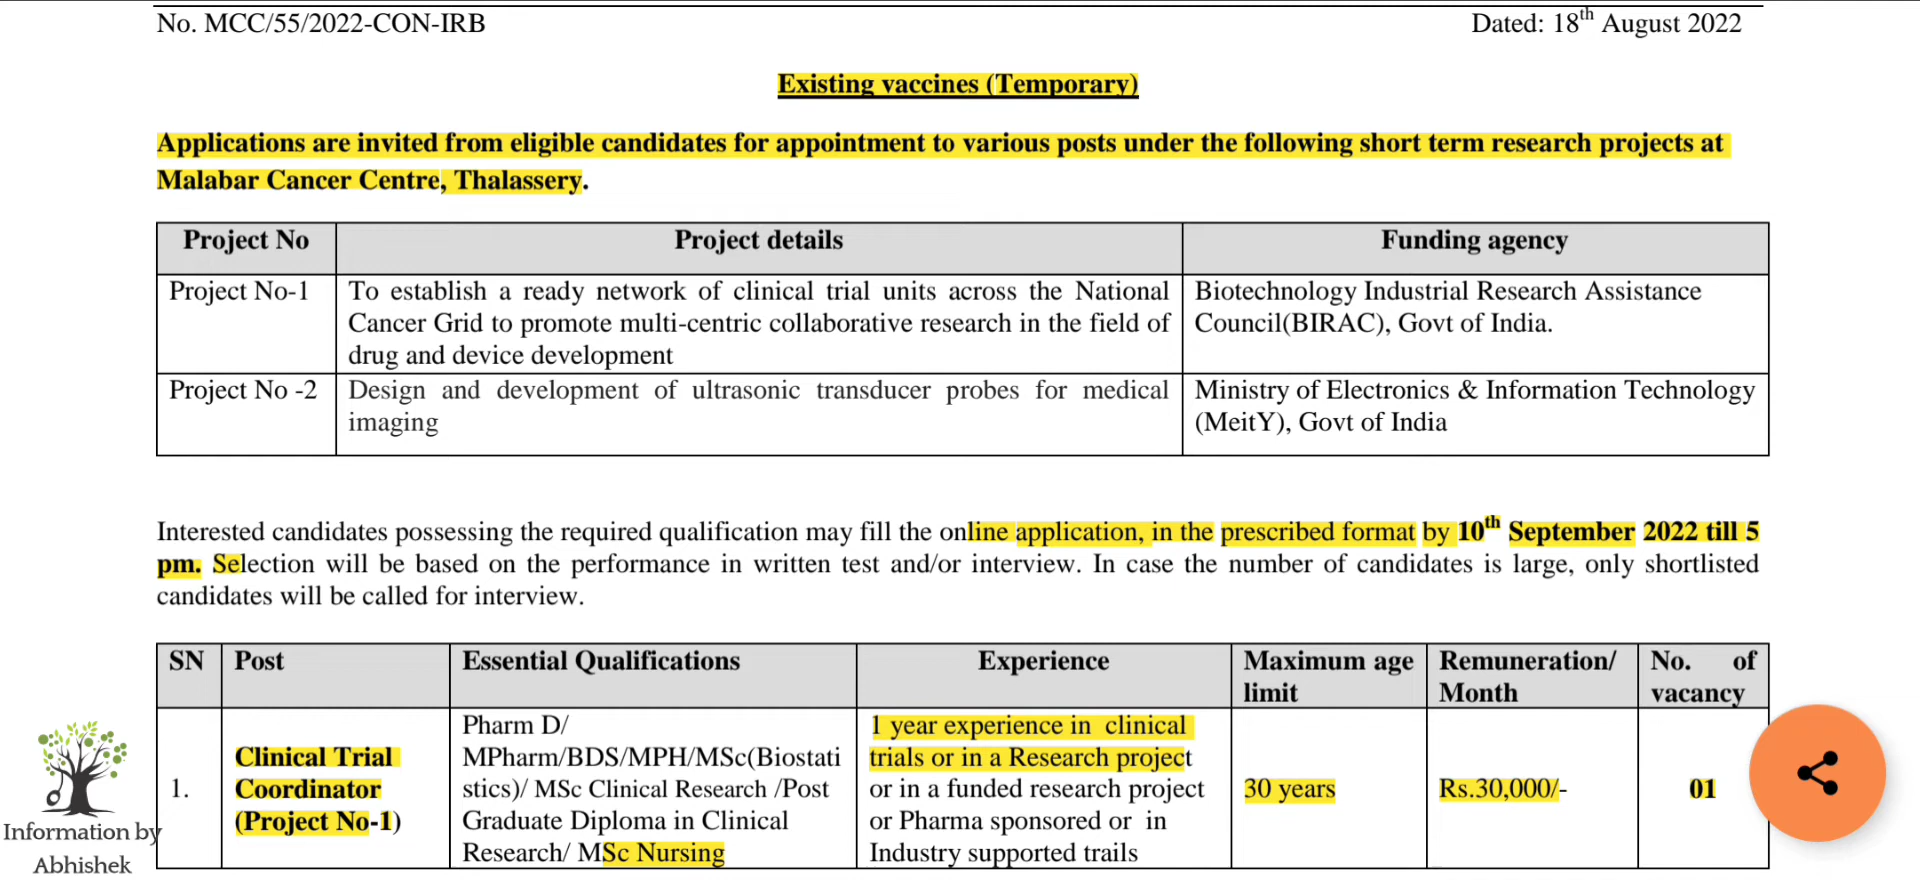 No. MCC/55/2022-CON-IRB Dated: 18th August 2022
Existing vaccines (Temporary)
Applications are invited from eligible candidates for appointment to various posts under the following short term research projects at
Malabar Cancer Centre, Thalassery.
Project No Project details Funding agency
Project No-1 To establish a ready network of clinical trial units across the National Biotechnology Industrial Research Assistance
Cancer Grid to promote multi-centric collaborative research in the field of Council(BIRAC), Govt of India.
drug and device development
Project No -2 Design and development of ultrasonic transducer probes for medical Ministry of Electronics & Information Technology
imaging (MeitY), Govt of India
Interested candidates possessing the required qualification may fill the online application, in the prescribed format by 10th September 2022 till 5
pm. Selection will be based on the performance in written test and/or interview. In case the number of candidates is large, only shortlisted
candidates will be called for interview.
SN Post Essential Qualifications Experience Maximum age Remuneration/ No. of
limit Month vacancy
Pharm D/ 1 year experience in clinical
Clinical Trial MPharm/BDS/MPH/MSc(Biostati trials or in a Research project
1. Coordinator stics)/ MSc Clinical Research /Post or in a funded research project 30 years Rs.30,000/- 01
(Project No-1) Graduate Diploma in Clinical or Pharma sponsored or in
Research/ MSc Nursing Industry supported trails
Information by
Abhishek